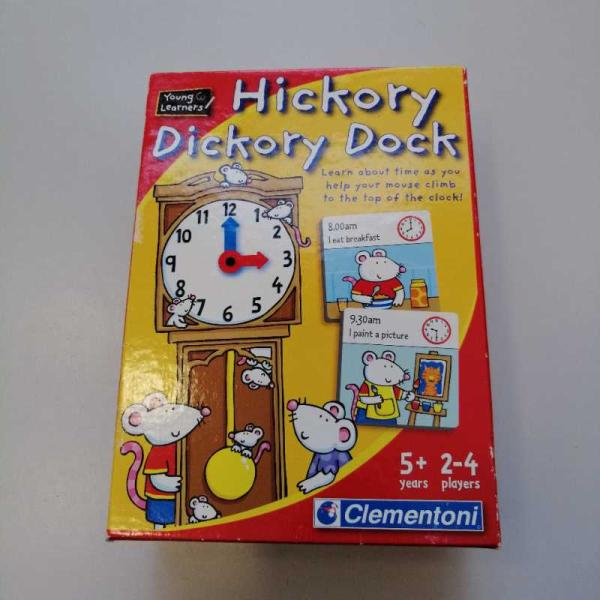 Young
Learners!
Hickory
Dickory Dock
Learn about time as you
help your mouse climb
to the top of the clock!
11 12 1
10
9 3
8 4
7 6 5
8.00am
I eat breakfast
9.30am
I paint a picture
5+ 2-4
years players
Clementoni